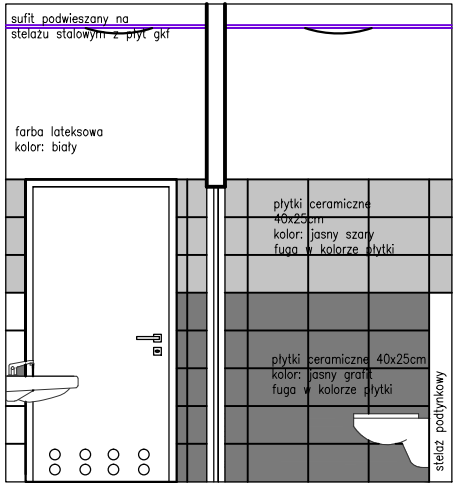 sufit podwieszany na
stelażu stalowym z płyt gkf
farba lateksowa
kolor: biały
płytki ceramiczne
40x25cm
kolor: jasny szary
fuga w kolorze płytki
płytki ceramiczne 40x25cm
kolor: jasny grafit
fuga w kolorze płytki
stelaż podtynkowy